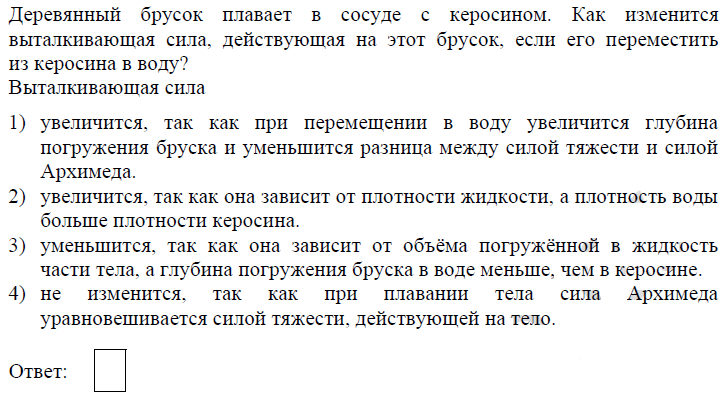 Деревянный брусок плавает в сосуде с керосином. Как изменится
выталкивающая сила, действующая на этот брусок, если его переместить
из керосина в воду?
Выталкивающая сила
1) увеличится, так как при перемещении в воду увеличится глубина
погружения бруска и уменьшится разница между силой тяжести и силой
Архимеда.
2) увеличится, так как она зависит от плотности жидкости, а плотность воды
больше плотности керосина.
3) уменьшится, так как она зависит от объёма погружённой в жидкость
части тела, а глубина погружения бруска в воде меньше, чем в керосине.
4) не изменится, так как при плавании тела сила Архимеда
уравновешивается силой тяжести, действующей на тело.
Ответ: